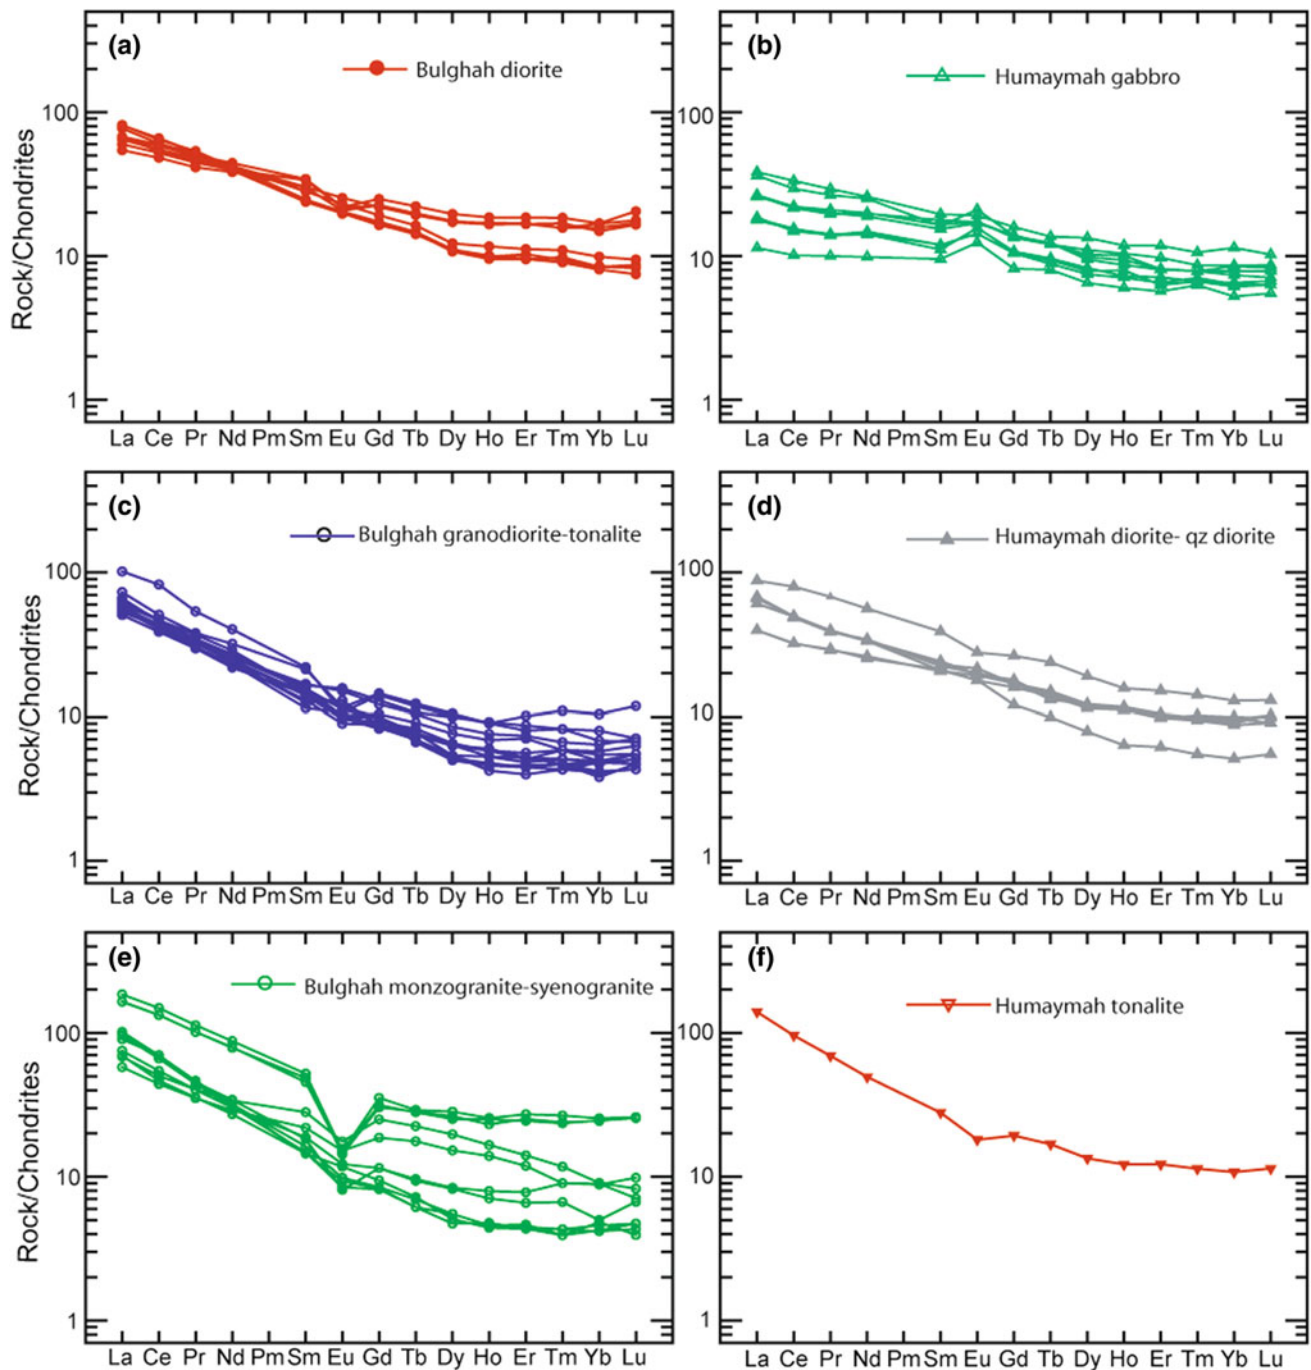 (a)
Bulghah diorite
100
10
1
Rock/Chondrites
La Ce Pr Nd Pm Sm Eu Gd Tb Dy Ho Er Tm Yb Lu
(b)
Humaymah gabbro
100
10
1
La Ce Pr Nd Pm Sm Eu Gd Tb Dy Ho Er Tm Yb Lu
(c)
Bulghah granodiorite-tonalite
100
10
1
Rock/Chondrites
La Ce Pr Nd Pm Sm Eu Gd Tb Dy Ho Er Tm Yb Lu
(d)
Humaymah diorite- qz diorite
100
10
1
La Ce Pr Nd Pm Sm Eu Gd Tb Dy Ho Er Tm Yb Lu
(e)
Bulghah monzogranite-syenogranite
100
10
1
Rock/Chondrites
La Ce Pr Nd Pm Sm Eu Gd Tb Dy Ho Er Tm Yb Lu
(f)
Humaymah tonalite
100
10
1
La Ce Pr Nd Pm Sm Eu Gd Tb Dy Ho Er Tm Yb Lu